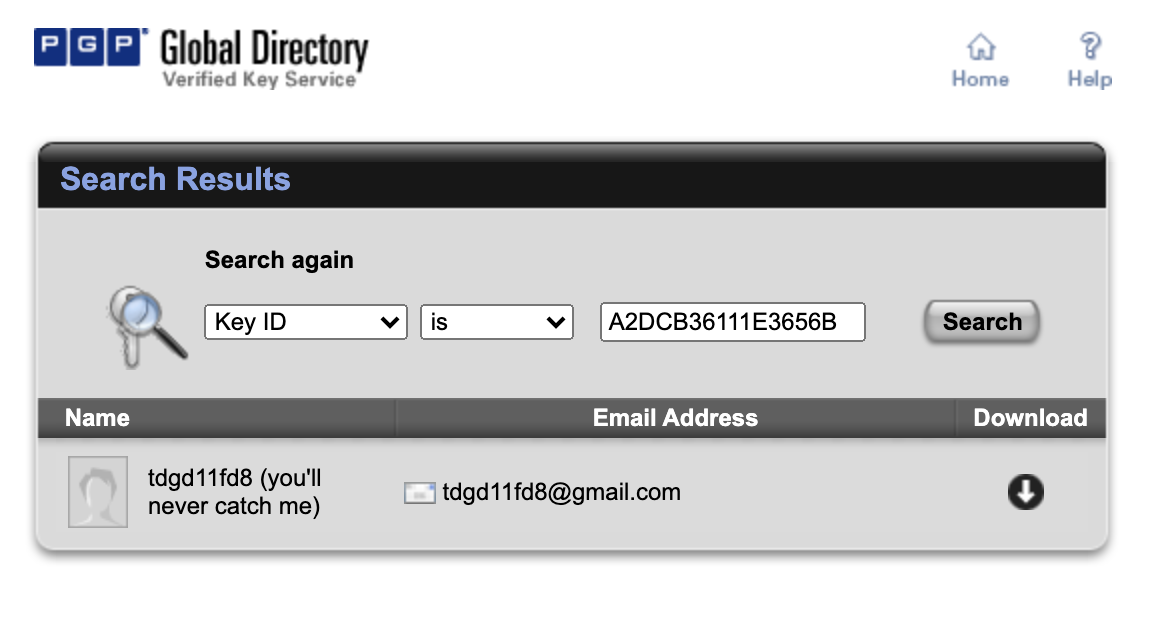 PGP Global Directory
Verified Key Service
Home
Help
Search Results
Search again
Key ID
is
A2DCB36111E3656B
Search
Name
Email Address
Download
tdgd11fd8 (you'll
never catch me)
tdgd11fd8@gmail.com